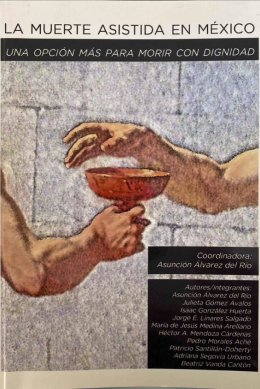 LA MUERTE ASISTIDA EN MÉXICO
UNA OPCIÓN MÁS PARA MORIR CON DIGNIDAD
Coordinadora:
Asunción Álvarez del Río
Autores/integrantes:
Asunción Álvarez del Río
Julieta Gómez Ávalos
Isaac González Huerta
Jorge E. Linares Salgado
María de Jesús Medina Arellano
Héctor A. Mendoza Cárdenas
Pedro Morales Aché
Patricio Santillán-Doherty
Adriana Segovia Urbano
Beatriz Vanda Cantón